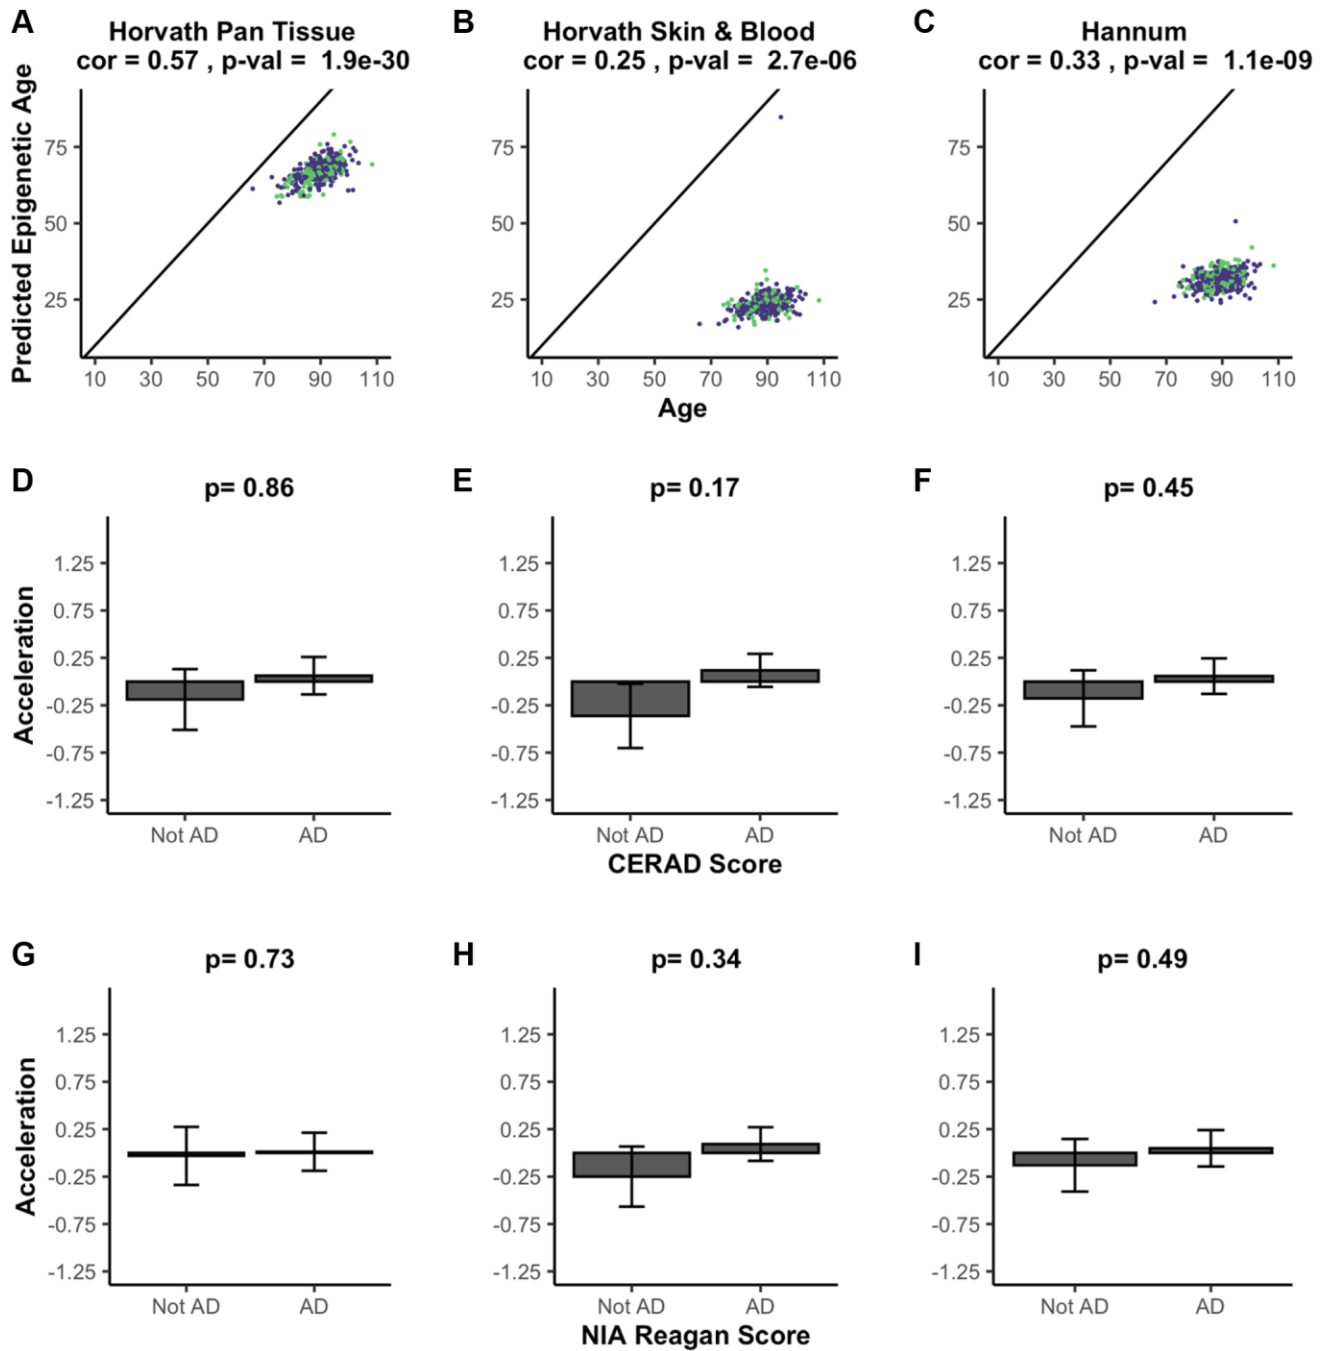 A
Horvath Pan Tissue
cor = 0.57 , p-val = 1.9e-30
Predicted Epigenetic Age
75
50
25
10 30 50 70 90 110
B
Horvath Skin & Blood
cor = 0.25 , p-val = 2.7e-06
75
50
25
10 30 50 70 90 110
Age
C
Hannum
cor = 0.33 , p-val = 1.1e-09
75
50
25
10 30 50 70 90 110
D
p= 0.86
Acceleration
1.25
0.75
0.25
-0.25
-0.75
-1.25
Not AD AD
E
p= 0.17
1.25
0.75
0.25
-0.25
-0.75
-1.25
Not AD AD
CERAD Score
F
p= 0.45
1.25
0.75
0.25
-0.25
-0.75
-1.25
Not AD AD
G
p= 0.73
Acceleration
1.25
0.75
0.25
-0.25
-0.75
-1.25
Not AD AD
H
p= 0.34
1.25
0.75
0.25
-0.25
-0.75
-1.25
Not AD AD
NIA Reagan Score
I
p= 0.49
1.25
0.75
0.25
-0.25
-0.75
-1.25
Not AD AD